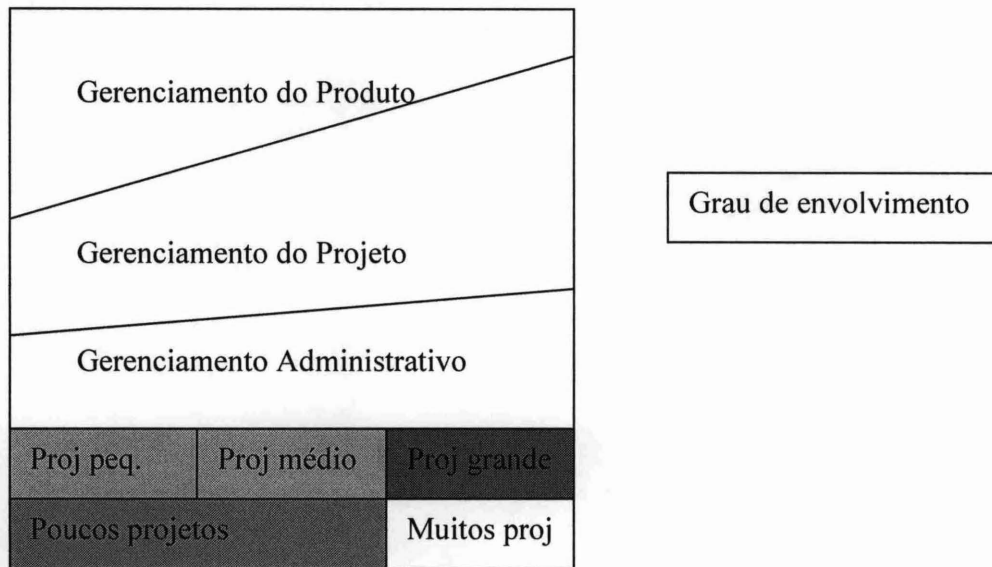 Gerenciamento do Produto
Grau de envolvimento
Gerenciamento do Projeto
Gerenciamento Administrativo
Proj peq. Proj médio Proj grande
Poucos projetos Muitos proj